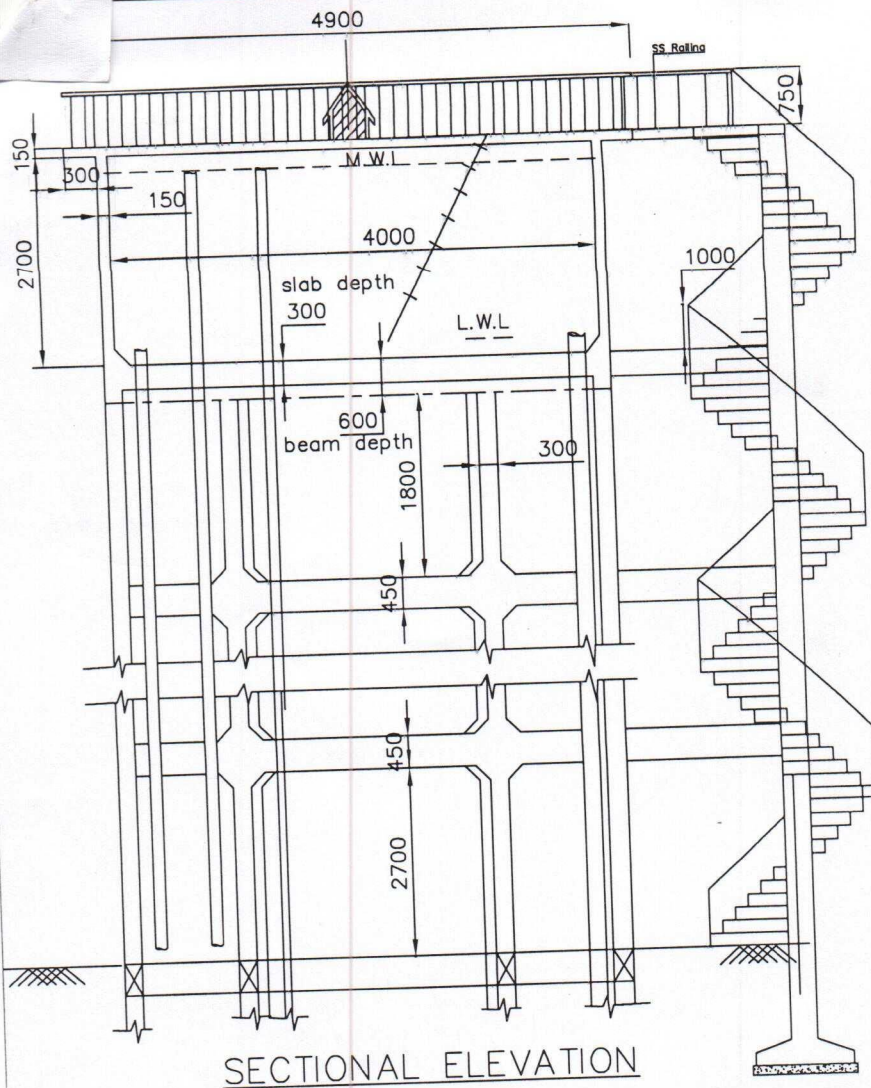 4900
SS Railing
750
150
M.W.L
300
150
4000
2700
1000
slab depth
300
L.W.L
600
beam depth
300
1800
450
450
2700
SECTIONAL ELEVATION